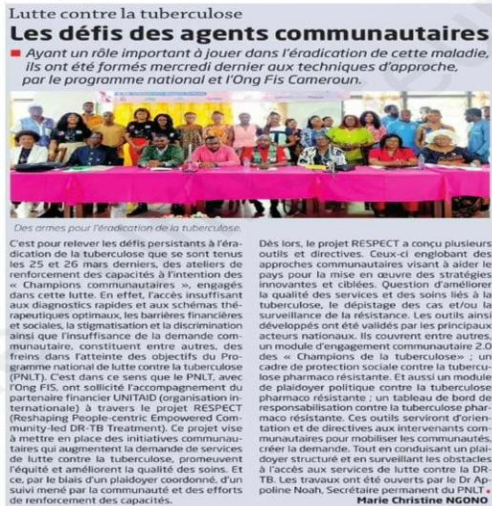 Lutte contre la tuberculose
Les défis des agents communautaires
Ayant un rôle important à jouer dans l'éradication de cette maladie,
ils ont été formés mercredi dernier aux techniques d'approche,
par le programme national et l'Ong Fis Cameroun.
Des armes pour l'éradication de la tuberculose.
C'est pour relever les défis persistants à l'éra-
dication de la tuberculose que se sont tenus
les 25 et 26 mars derniers, des ateliers de
renforcement des capacités à l'intention des
« Champions communautaires », engagés
dans cette lutte. En effet, l'accès insuffisant
aux diagnostics rapides et aux schémas thé-
rapeutiques optimaux, les barrières financières
et sociales, la stigmatisation et la discrimination
ainsi que l'insuffisance de la demande com-
munautaire, constituent entre autres, des
freins dans l'atteinte des objectifs du Pro-
gramme national de lutte contre la tuberculose
(PNLT). C'est dans ce sens que le PNLT, avec
l'Ong FIS, ont sollicité l'accompagnement du
partenaire financier UNITAID (organisation in-
ternationale) à travers le projet RESPECT
(Reshaping People-centric Empowered Com-
munity-led DR-TB Treatment). Ce projet vise
à mettre en place des initiatives communau-
taires qui augmentent la demande de services
de lutte contre la tuberculose, promeuvent
l'équité et améliorent la qualité des soins. Et
ce, par le biais d'un plaidoyer coordonné, d'un
suivi mené par la communauté et des efforts
de renforcement des capacités.
Dès lors, le projet RESPECT a conçu plusieurs
outils et directives. Ceux-ci englobant des
approches communautaires visant à aider le
pays pour la mise en œuvre des stratégies
innovantes et ciblées. Question d'améliorer
la qualité des services et des soins liés à la
tuberculose, le dépistage des cas et/ou la
surveillance de la résistance. Les outils ainsi
développés ont été validés par les principaux
acteurs nationaux. Ils couvrent entre autres,
un module d'engagement communautaire 2.0
des « Champions de la tuberculose» ; un
cadre de protection sociale contre la tubercu-
lose pharmaco résistante. Et aussi un module
de plaidoyer politique contre la tuberculose
pharmaco résistante ; un tableau de bord de
responsabilisation contre la tuberculose phar-
maco résistante. Ces outils serviront d'orien-
tation et de directives aux intervenants com-
munautaires pour mobiliser les communautés,
créer la demande. Tout en conduisant un plai-
doyer structuré et en surveillant les obstacles
à l'accès aux services de lutte contre la DR-
TB. Les travaux ont été ouverts par le Dr Ap-
poline Noah, Secrétaire permanent du PNLT.
Marie Christine NGONO